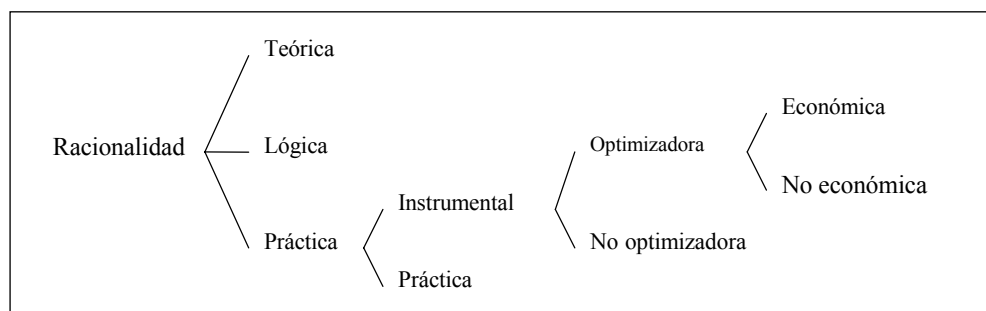 Teórica
Económica
Racionalidad
Lógica
Optimizadora
No económica
Instrumental
Práctica
No optimizadora
Práctica